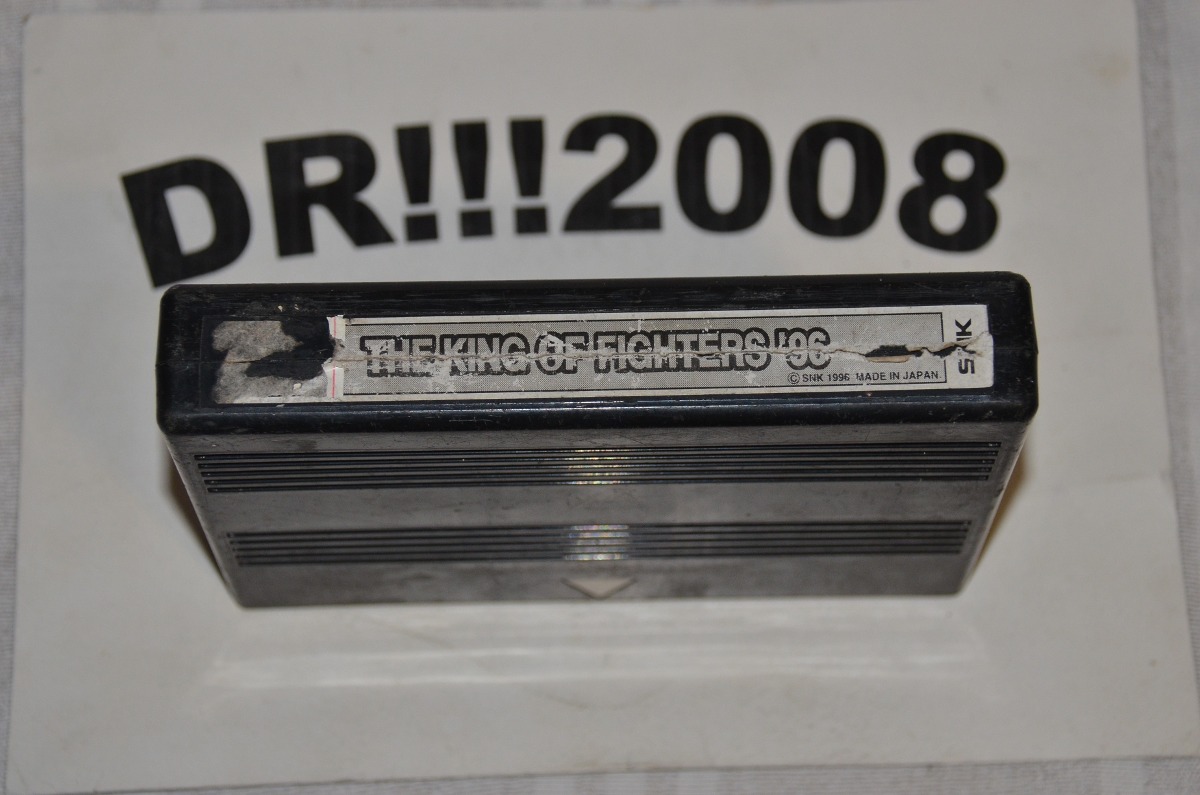 DR!!!2008
THE KING OF FIGHTERS '96
© SNK 1996 MADE IN JAPAN
SNK